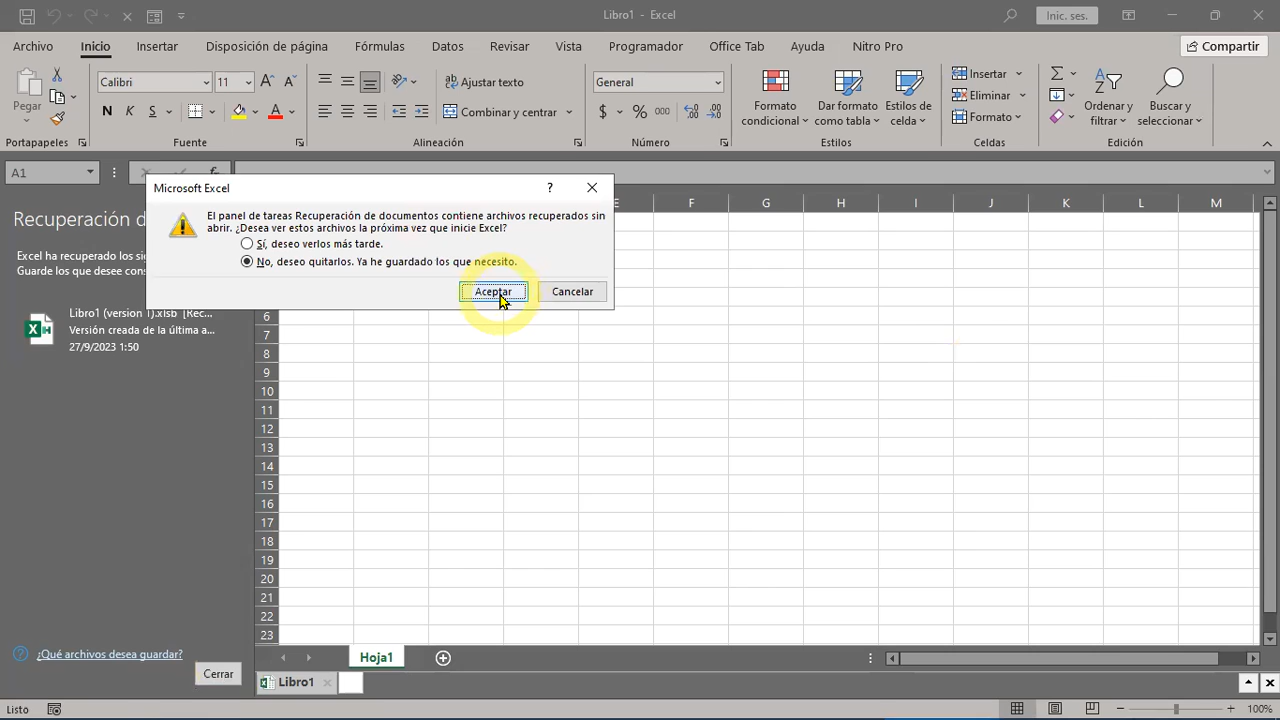 Libro1 - Excel
Inic. ses.
Archivo
Inicio
Insertar
Disposición de página
Fórmulas
Datos
Revisar
Vista
Programador
Office Tab
Ayuda
Nitro Pro
Compartir
Pegar
Calibri
11
N K S
Ajustar texto
Combinar y centrar
General
$ % 000
Formato condicional
Dar formato como tabla
Estilos de celda
Insertar
Eliminar
Formato
Ordenar y filtrar
Buscar y seleccionar
Portapapeles
Fuente
Alineación
Número
Estilos
Celdas
Edición
A1
Microsoft Excel
El panel de tareas Recuperación de documentos contiene archivos recuperados sin
abrir. ¿Desea ver estos archivos la próxima vez que inicie Excel?
Sí, deseo verlos más tarde.
No, deseo quitarlos. Ya he guardado los que necesito.
Aceptar
Cancelar
Recuperación
Excel ha recuperado los si
Guarde los que desee cons
Libro1 (version 1).xlsb [Rec...
Versión creada de la última a...
27/9/2023 1:50
¿Qué archivos desea guardar?
Cerrar
E F G H I J K L M
6
7
8
9
10
11
12
13
14
15
16
17
18
19
20
21
22
23
Hoja1
Libro1
Listo
100%